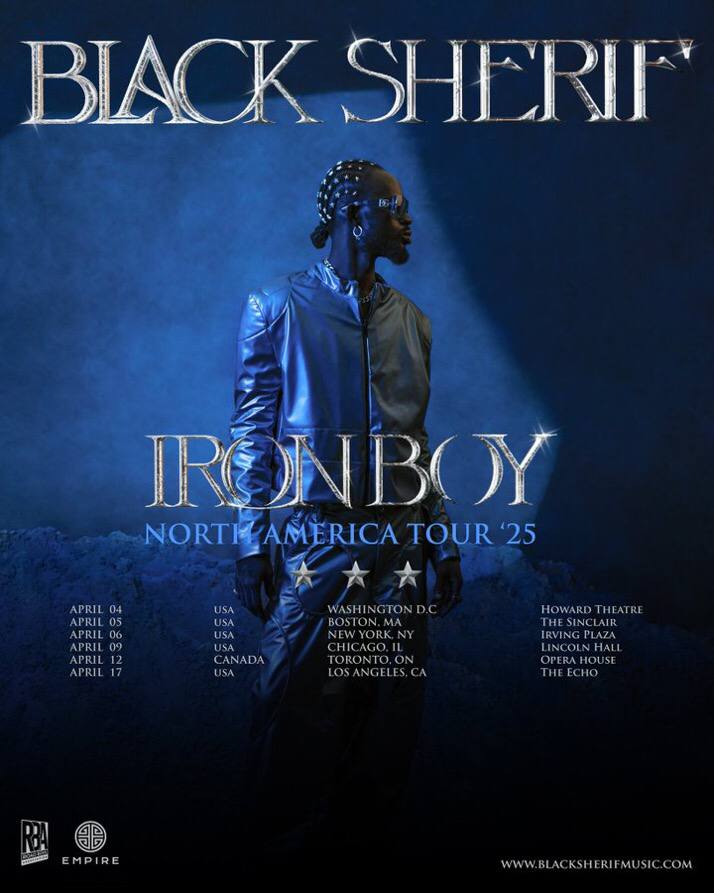 BLACK SHERIF
IRON BOY
NORTH AMERICA TOUR ‘25
APRIL 04 USA WASHINGTON D.C HOWARD THEATRE
APRIL 05 USA BOSTON, MA THE SINCLAIR
APRIL 06 USA NEW YORK, NY IRVING PLAZA
APRIL 09 USA CHICAGO, IL LINCOLN HALL
APRIL 12 CANADA TORONTO, ON OPERA HOUSE
APRIL 17 USA LOS ANGELES, CA THE ECHO
RBA
EMPIRE
WWW.BLACKSHERIFMUSIC.COM